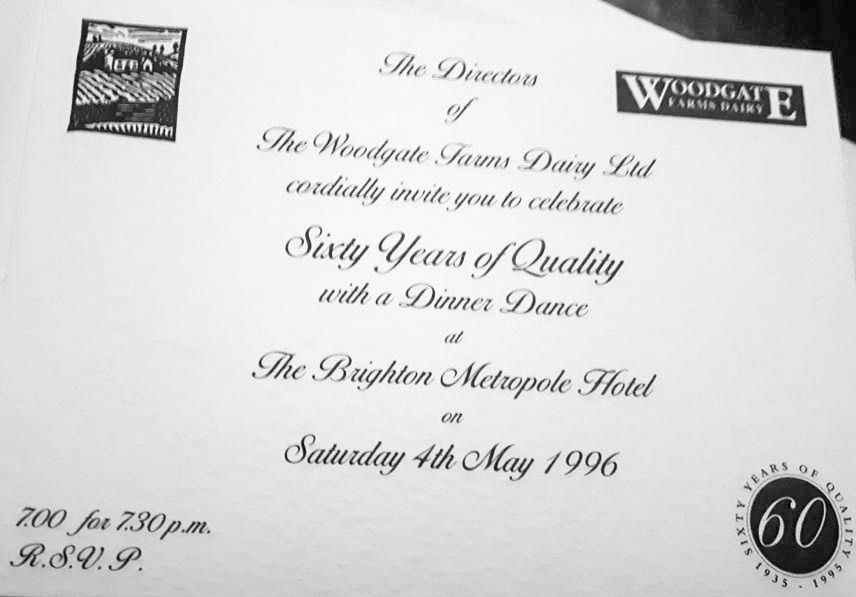 The Directors
of
WOODGATE
FARMS DAIRY
The Woodgate Farms Dairy Ltd
cordially invite you to celebrate
Sixty Years of Quality
with a Dinner Dance
at
The Brighton Metropole Hotel
on
Saturday 4th May 1996
7.00 for 7.30 p.m.
R.S.V.P.
SIXTY YEARS OF QUALITY
60
1935 - 1995